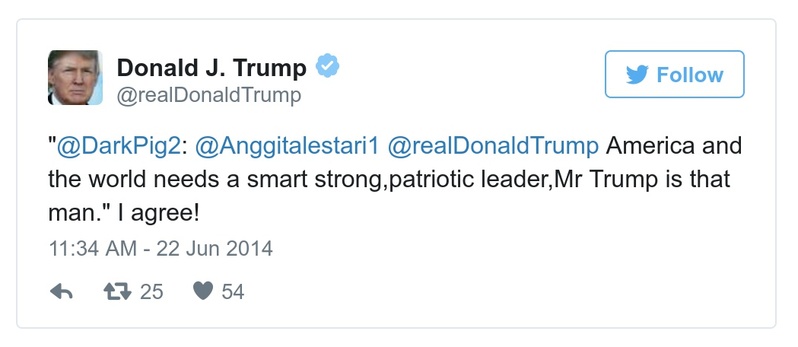 Donald J. Trump
@realDonaldTrump
Follow
"@DarkPig2: @Anggitalestari1 @realDonaldTrump America and
the world needs a smart strong,patriotic leader,Mr Trump is that
man." I agree!
11:34 AM - 22 Jun 2014
25 54